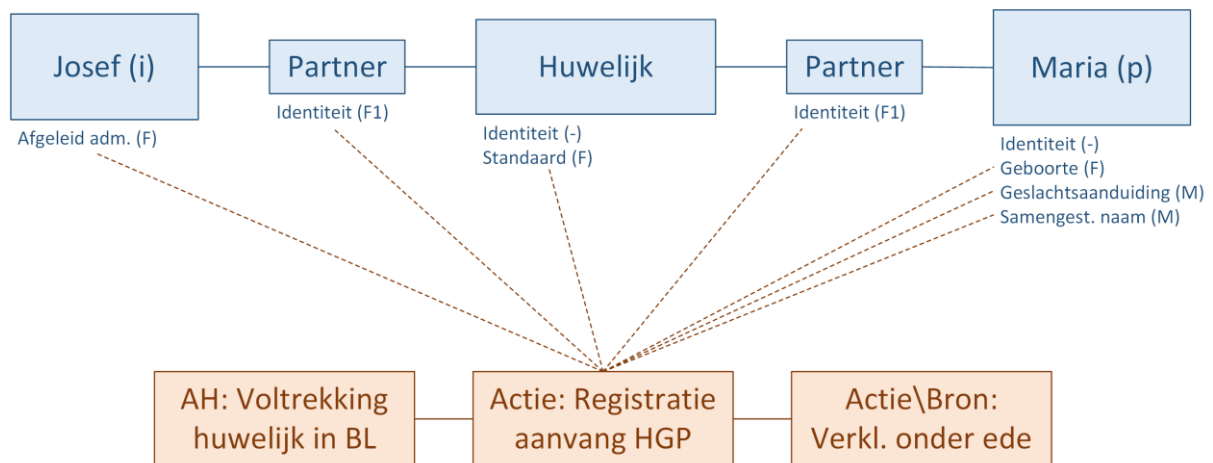 Josef (i)
Partner
Huwelijk
Partner
Maria (p)
Afgeleid adm. (F)
Identiteit (F1)
Identiteit (-)
Standaard (F)
Identiteit (F1)
Identiteit (-)
Geboorte (F)
Geslachtsaanduiding (M)
Samengest. naam (M)
AH: Voltrekking
huwelijk in BL
Actie: Registratie
aanvang HGP
Actie\Bron:
Verkl. onder ede